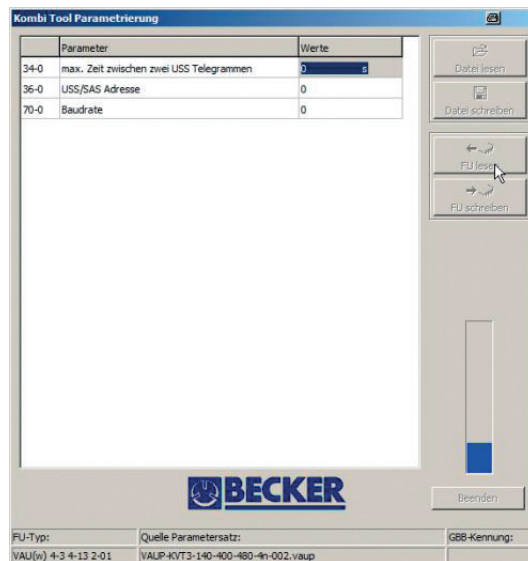 Kombi Tool Parametrierung
Parameter Werte
34-0 max. Zeit zwischen zwei USS Telegrammen 0 s
36-0 USS/SAS Adresse 0
70-0 Baudrate 0
Datei lesen
Datei schreiben
FU lesen
FU schreiben
BECKER
Beenden
FU-Typ: Quelle Parametersatz: GBB-Kennung:
VAU(w) 4-3 4-13 2-01 VAUP-KVT3-140-400-480-4n-002.vaup